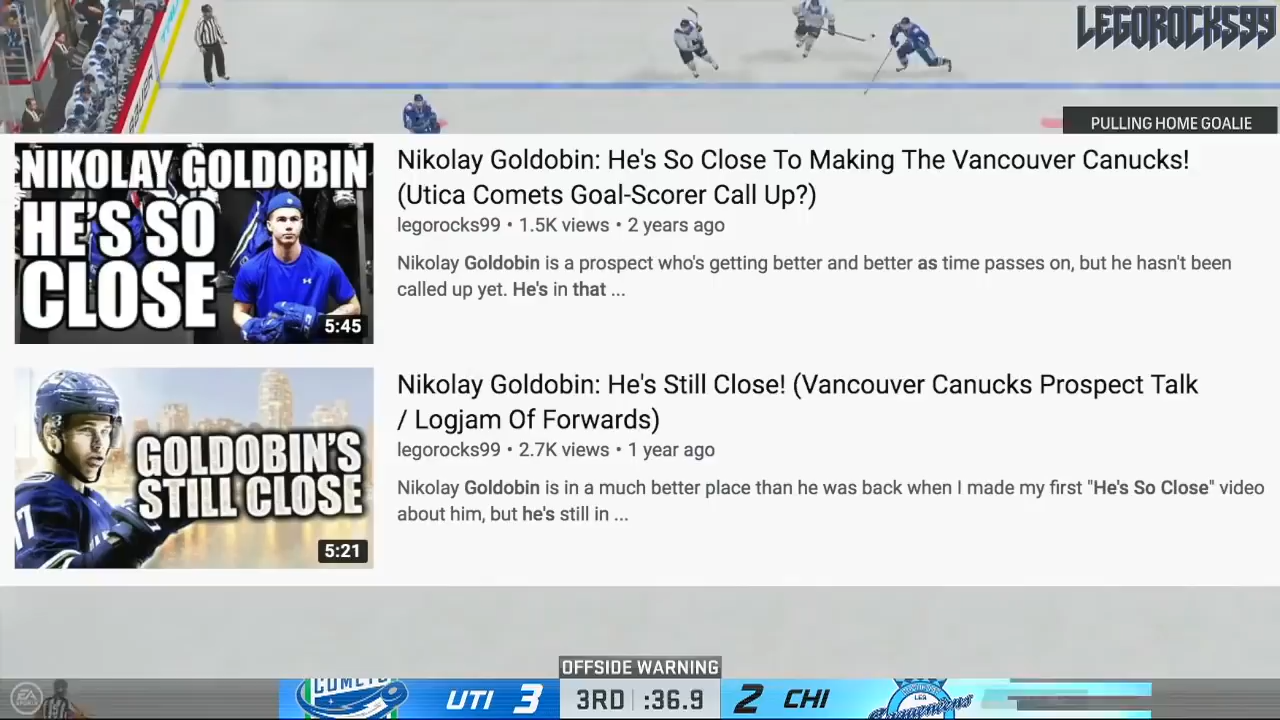 LEGOROCKS99
PULLING HOME GOALIE
NIKOLAY GOLDOBIN
HE'S SO
CLOSE
5:45
Nikolay Goldobin: He's So Close To Making The Vancouver Canucks!
(Utica Comets Goal-Scorer Call Up?)
legorocks99 • 1.5K views • 2 years ago
Nikolay Goldobin is a prospect who's getting better and better as time passes on, but he hasn't been
called up yet. He's in that ...
GOLDOBIN'S
STILL CLOSE
5:21
Nikolay Goldobin: He's Still Close! (Vancouver Canucks Prospect Talk
/ Logjam Of Forwards)
legorocks99 • 2.7K views • 1 year ago
Nikolay Goldobin is in a much better place than he was back when I made my first "He's So Close" video
about him, but he's still in ...
OFFSIDE WARNING
EA
SPORTS
COMETS
UTI 3 3RD :36.9 2 CHI
LES